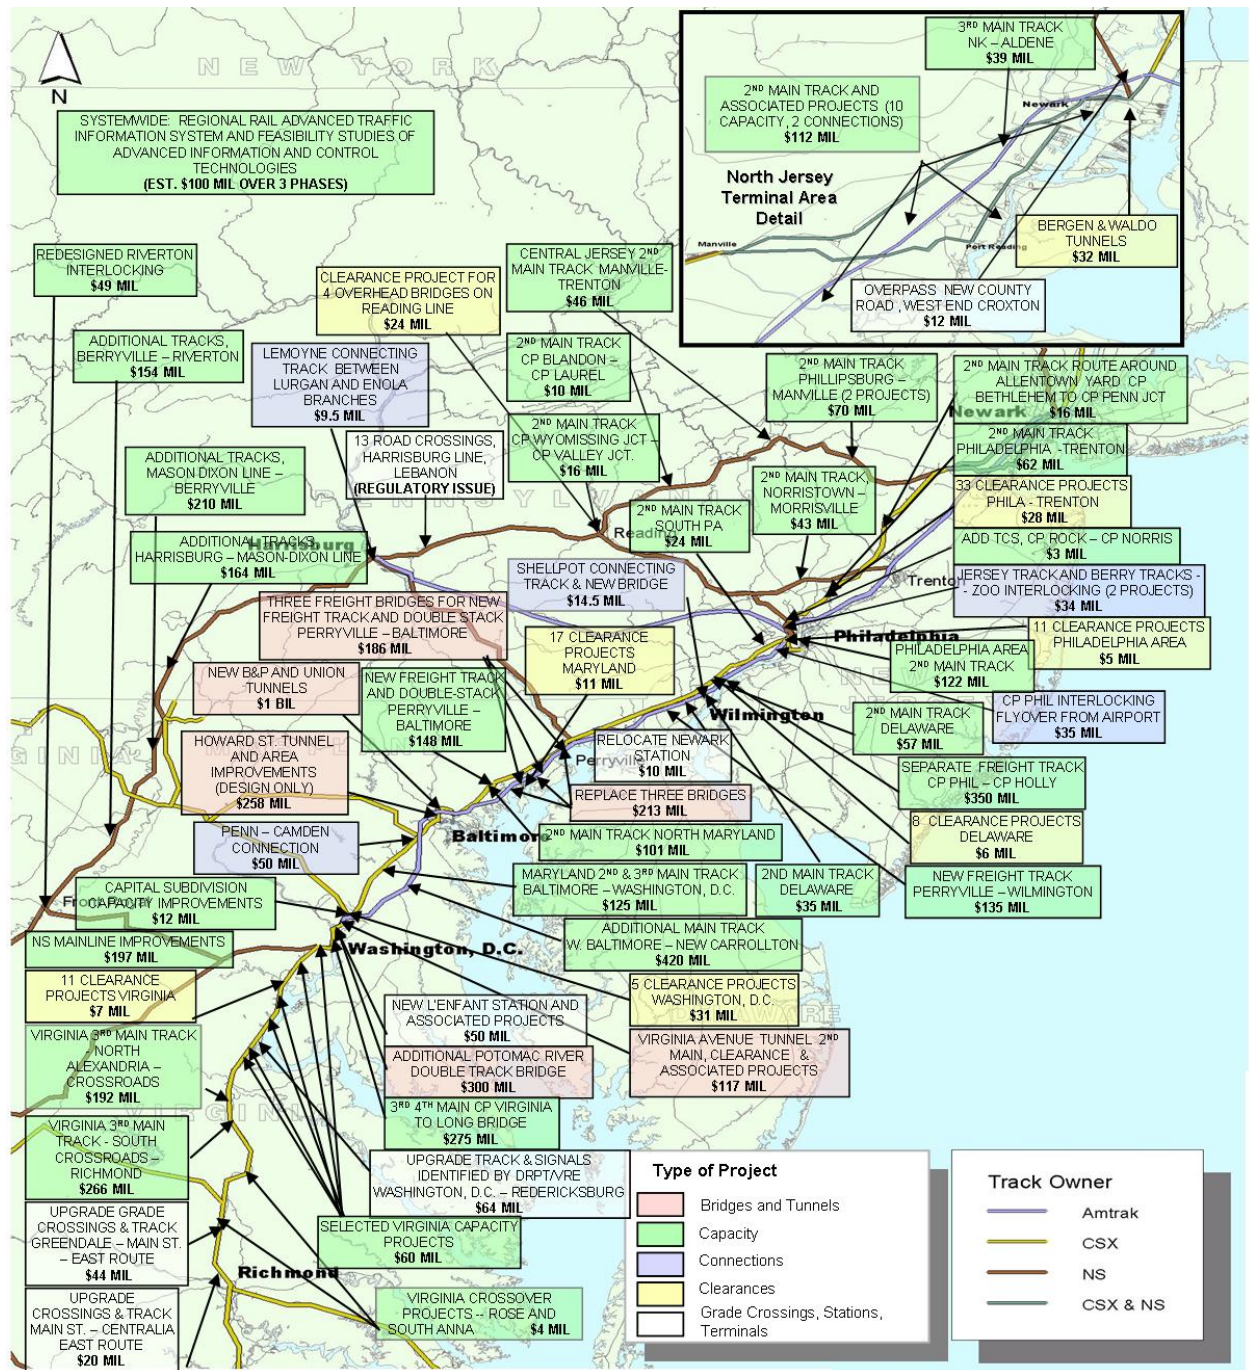 NEW YORK
N
SYSTEMWIDE: REGIONAL RAIL ADVANCED TRAFFIC
INFORMATION SYSTEM AND FEASIBILITY STUDIES OF
ADVANCED INFORMATION AND CONTROL
TECHNOLOGIES
(EST. $100 MIL OVER 3 PHASES)
3RD MAIN TRACK
NK – ALDENE
$39 MIL
2ND MAIN TRACK AND
ASSOCIATED PROJECTS (10
CAPACITY, 2 CONNECTIONS)
$112 MIL
Newark
North Jersey
Terminal Area
Detail
Manville
Port Reading
BERGEN & WALDO
TUNNELS
$32 MIL
OVERPASS NEW COUNTY
ROAD, WEST END CROXTON
$12 MIL
REDESIGNED RIVERTON
INTERLOCKING
$49 MIL
CLEARANCE PROJECT FOR
4 OVERHEAD BRIDGES ON
READING LINE
$24 MIL
CENTRAL JERSEY 2ND
MAIN TRACK MANVILLE-
TRENTON
$46 MIL
ADDITIONAL TRACKS,
BERRYVILLE – RIVERTON
$154 MIL
LEMOYNE CONNECTING
TRACK BETWEEN
LURGAN AND ENOLA
BRANCHES
$9.5 MIL
2ND MAIN TRACK
CP BLANDON –
CP LAUREL
$10 MIL
2ND MAIN TRACK
PHILLIPSBURG –
MANVILLE (2 PROJECTS)
$70 MIL
2ND MAIN TRACK ROUTE AROUND
ALLENTOWN YARD CP
BETHLEHEM TO CP PENN JCT
$16 MIL
Newark
ADDITIONAL TRACKS,
MASON DIXON LINE –
BERRYVILLE
$210 MIL
13 ROAD CROSSINGS,
HARRISBURG LINE,
LEBANON
(REGULATORY ISSUE)
2ND MAIN TRACK
CP WYOMISSING JCT –
CP VALLEY JCT.
$16 MIL
2ND MAIN TRACK
PHILADELPHIA -TRENTON
$62 MIL
2ND MAIN TRACK,
NORRISTOWN –
MORRISVILLE
$43 MIL
33 CLEARANCE PROJECTS
PHILA - TRENTON
$28 MIL
PENNSYLVANIA
2ND MAIN TRACK
SOUTH PA
$24 MIL
Reading
ADD TCS, CP ROCK – CP NORRIS
$3 MIL
ADDITIONAL TRACKS,
HARRISBURG – MASON-DIXON LINE
$164 MIL
Harrisburg
SHELLPOT CONNECTING
TRACK & NEW BRIDGE
$14.5 MIL
Trenton
JERSEY TRACK AND BERRY TRACKS -
- ZOO INTERLOCKING (2 PROJECTS)
$34 MIL
THREE FREIGHT BRIDGES FOR NEW
FREIGHT TRACK AND DOUBLE STACK
PERRYVILLE – BALTIMORE
$186 MIL
17 CLEARANCE
PROJECTS
MARYLAND
$11 MIL
Philadelphia
11 CLEARANCE PROJECTS
PHILADELPHIA AREA
$5 MIL
PHILADELPHIA AREA
2ND MAIN TRACK
$122 MIL
NEW B&P AND UNION
TUNNELS
$1 BIL
NEW FREIGHT TRACK
AND DOUBLE-STACK
PERRYVILLE –
BALTIMORE
$148 MIL
CP PHIL INTERLOCKING
FLYOVER FROM AIRPORT
$35 MIL
Wilmington
2ND MAIN TRACK
DELAWARE
$57 MIL
HOWARD ST. TUNNEL
AND AREA
IMPROVEMENTS
(DESIGN ONLY)
$258 MIL
RELOCATE NEWARK
STATION
$10 MIL
Perryville
SEPARATE FREIGHT TRACK
CP PHIL – CP HOLLY
$350 MIL
REPLACE THREE BRIDGES
$213 MIL
8 CLEARANCE PROJECTS
DELAWARE
$6 MIL
PENN – CAMDEN
CONNECTION
$50 MIL
Baltimore
2ND MAIN TRACK NORTH MARYLAND
$101 MIL
CAPITAL SUBDIVISION
CAPACITY IMPROVEMENTS
$12 MIL
MARYLAND 2ND & 3RD MAIN TRACK
BALTIMORE – WASHINGTON, D.C.
$125 MIL
2ND MAIN TRACK
DELAWARE
$35 MIL
NEW FREIGHT TRACK
PERRYVILLE – WILMINGTON
$135 MIL
NS MAINLINE IMPROVEMENTS
$197 MIL
Washington, D.C.
ADDITIONAL MAIN TRACK
W. BALTIMORE – NEW CARROLLTON
$420 MIL
11 CLEARANCE
PROJECTS VIRGINIA
$7 MIL
5 CLEARANCE PROJECTS
WASHINGTON, D.C.
$31 MIL
NEW L'ENFANT STATION AND
ASSOCIATED PROJECTS
$50 MIL
VIRGINIA 3RD MAIN TRACK
- NORTH
ALEXANDRIA –
CROSSROADS
$192 MIL
VIRGINIA AVENUE TUNNEL 2ND
MAIN, CLEARANCE &
ASSOCIATED PROJECTS
$117 MIL
ADDITIONAL POTOMAC RIVER
DOUBLE TRACK BRIDGE
$300 MIL
VIRGINIA
3RD 4TH MAIN CP VIRGINIA
TO LONG BRIDGE
$275 MIL
VIRGINIA 3RD MAIN
TRACK - SOUTH
CROSSROADS –
RICHMOND
$266 MIL
UPGRADE TRACK & SIGNALS
IDENTIFIED BY DRPT/VRE
WASHINGTON, D.C. – REDERICKSBURG
$64 MIL
UPGRADE GRADE
CROSSINGS & TRACK
GREENDALE – MAIN ST.
– EAST ROUTE
$44 MIL
SELECTED VIRGINIA CAPACITY
PROJECTS
$60 MIL
Richmond
UPGRADE
CROSSINGS & TRACK
MAIN ST. – CENTRALIA
EAST ROUTE
$20 MIL
VIRGINIA CROSSOVER
PROJECTS -- ROSE AND
SOUTH ANNA $4 MIL
Type of Project
Bridges and Tunnels
Capacity
Connections
Clearances
Grade Crossings, Stations,
Terminals
Track Owner
Amtrak
CSX
NS
CSX & NS